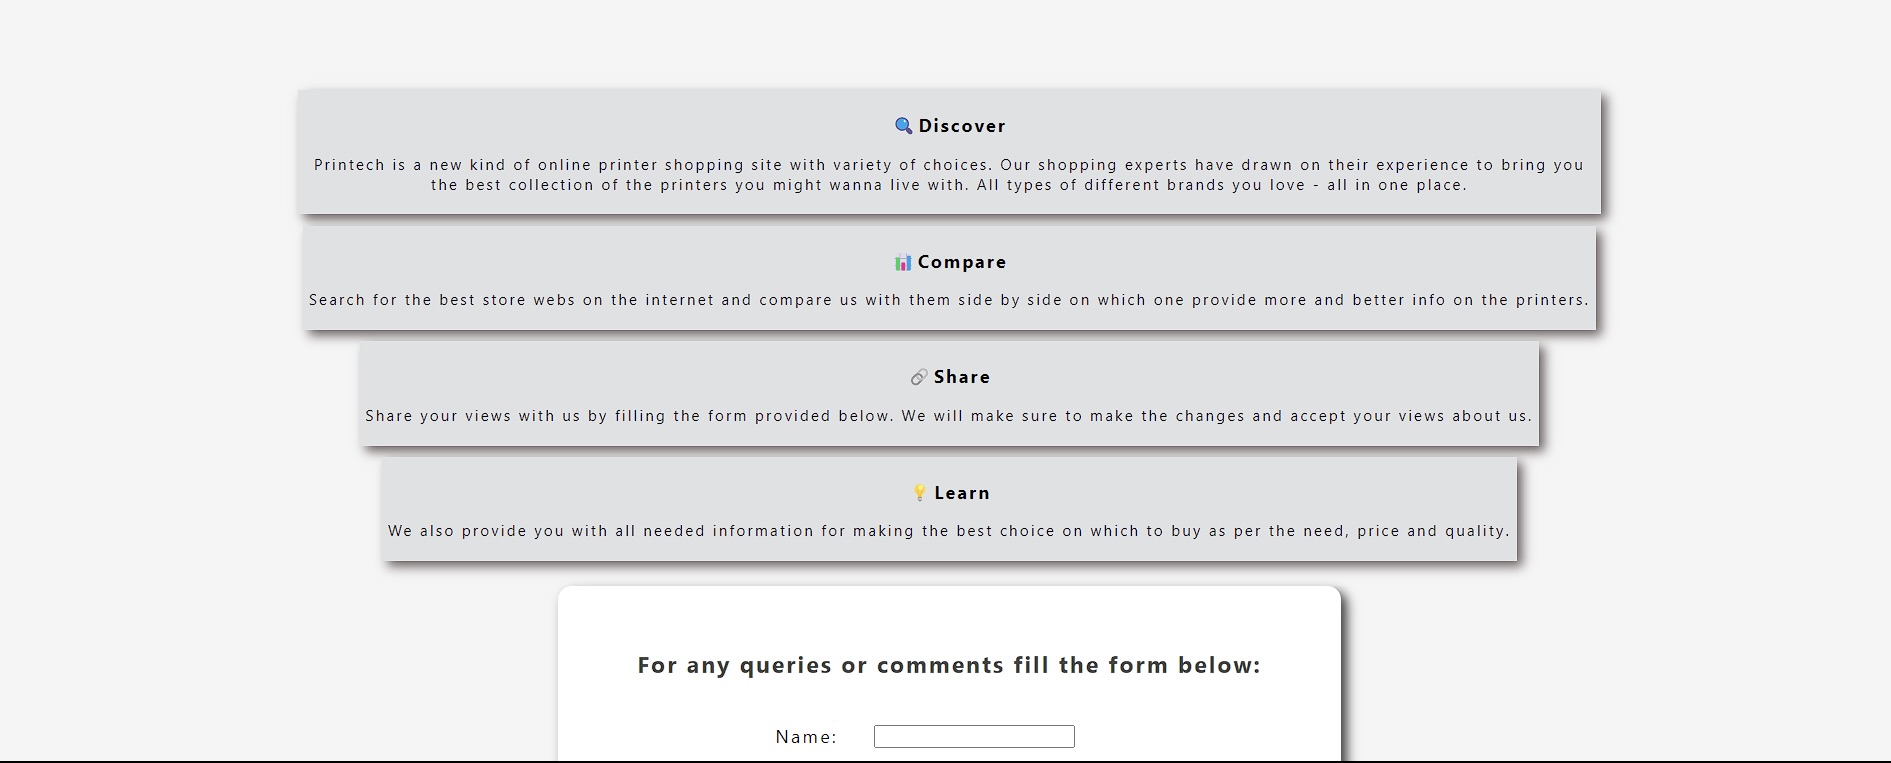 🔍 Discover
Printech is a new kind of online printer shopping site with variety of choices. Our shopping experts have drawn on their experience to bring you
the best collection of the printers you might wanna live with. All types of different brands you love - all in one place.
📊 Compare
Search for the best store webs on the internet and compare us with them side by side on which one provide more and better info on the printers.
🔗 Share
Share your views with us by filling the form provided below. We will make sure to make the changes and accept your views about us.
💡 Learn
We also provide you with all needed information for making the best choice on which to buy as per the need, price and quality.
For any queries or comments fill the form below:
Name: